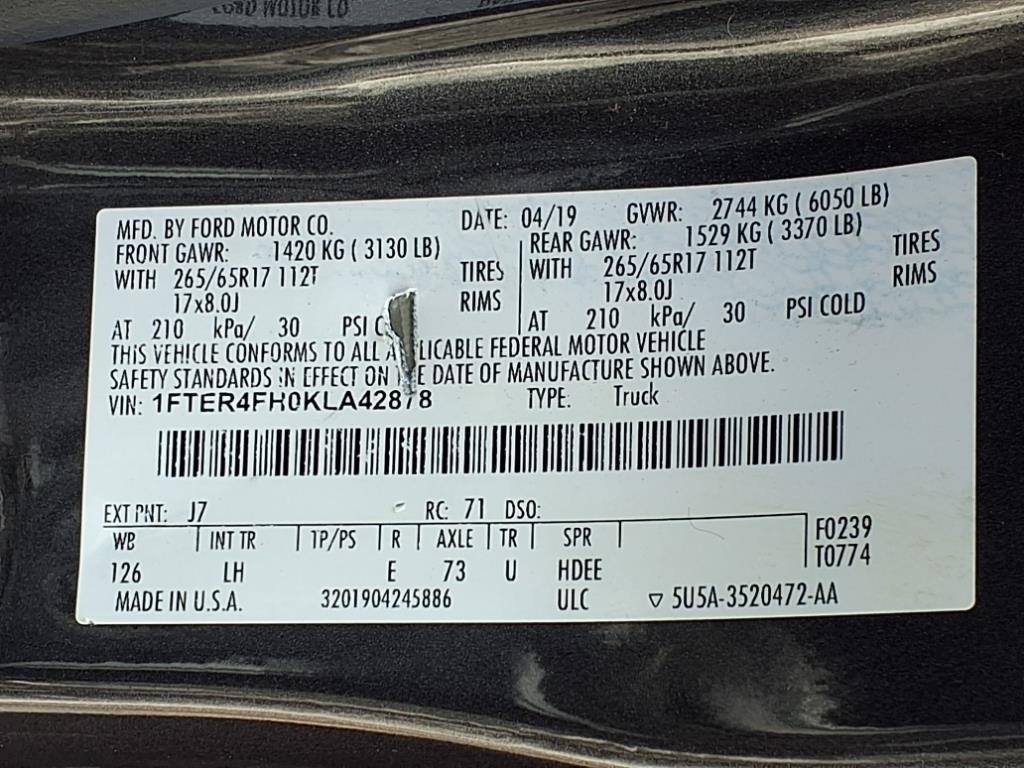 MFD. BY FORD MOTOR CO. DATE: 04/19 GVWR: 2744 KG ( 6050 LB)
FRONT GAWR: 1420 KG ( 3130 LB) REAR GAWR: 1529 KG ( 3370 LB)
WITH 265/65R17 112T TIRES WITH 265/65R17 112T TIRES
17x8.0J RIMS 17x8.0J RIMS
AT 210 kPa/ 30 PSI AT 210 kPa/ 30 PSI COLD
THIS VEHICLE CONFORMS TO ALL A LICABLE FEDERAL MOTOR VEHICLE
SAFETY STANDARDS IN EFFECT ON E DATE OF MANUFACTURE SHOWN ABOVE.
VIN: 1FTER4FH0KLA42878 TYPE: Truck
EXT PNT: J7 RC: 71 DSO:
WB INT TR TP/PS R AXLE TR SPR F0239
126 LH E 73 U HDEE T0774
MADE IN U.S.A. 3201904245886 ULC ▽ 5U5A-3520472-AA